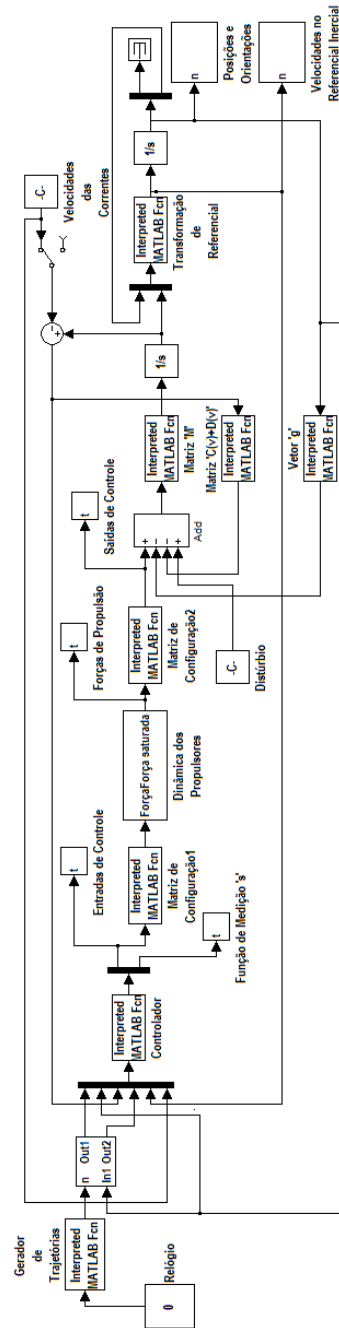 Gerador
de
Trajetórias
Interpreted
MATLAB Fcn
0
Relógio
n Out1
In1 Out2
Interpreted
MATLAB Fcn
Controlador
t
Entradas de Controle
Interpreted
MATLAB Fcn
Matriz de
Configuração1
t
Função de Medição 's'
ForçaForça saturada
Dinâmica dos
Propulsores
t
Forças de Propulsão
Interpreted
MATLAB Fcn
Matriz de
Configuração2
t
Saídas de Controle
-C-
Distúrbio
+
-
-
+
Add
Interpreted
MATLAB Fcn
Matriz 'M'
Interpreted
MATLAB Fcn
Matriz 'C(v)+D(v)'
Interpreted
MATLAB Fcn
Vetor 'g'
1/s
-
+
-C-
Velocidades
das
Correntes
Interpreted
MATLAB Fcn
Transformação
de
Referencial
1/s
n
Posições e
Orientações
n
Velocidades no
Referencial Inercial